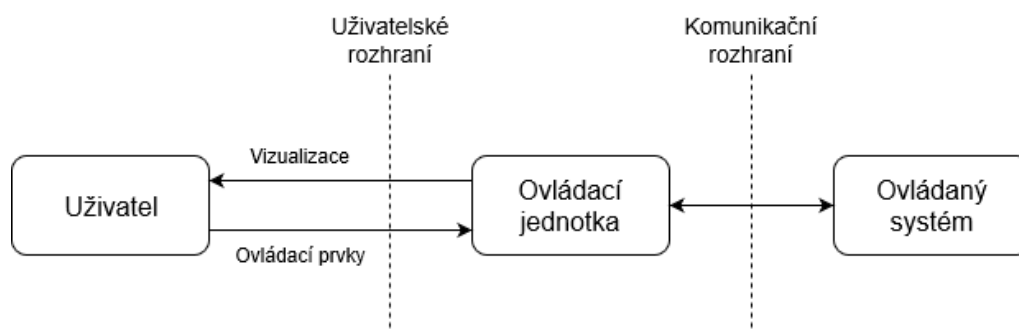 Uživatelské
rozhraní
Komunikační
rozhraní
Vizualizace
Uživatel
Ovládací
jednotka
Ovládaný
systém
Ovládací prvky